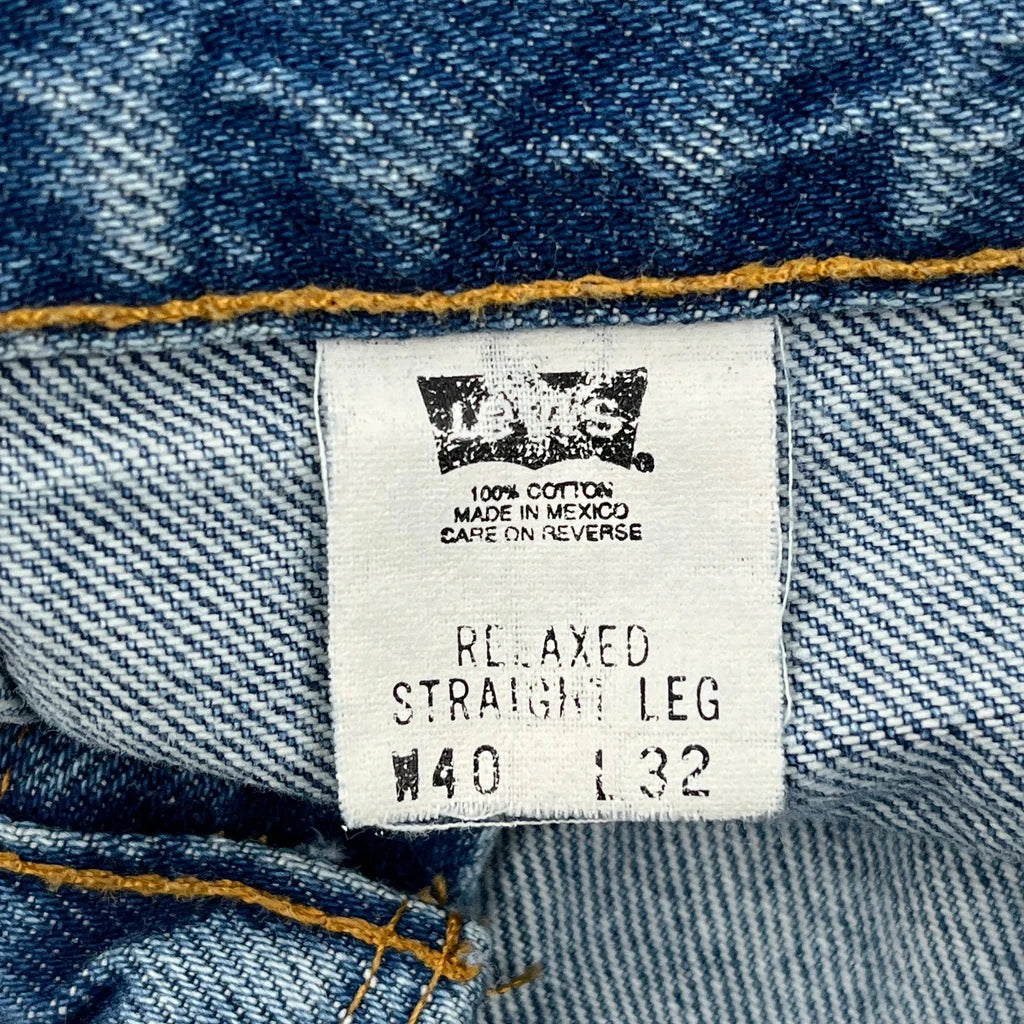 Levi's
®
100% COTTON
MADE IN MEXICO
CARE ON REVERSE
RELAXED
STRAIGHT LEG
W40 L32